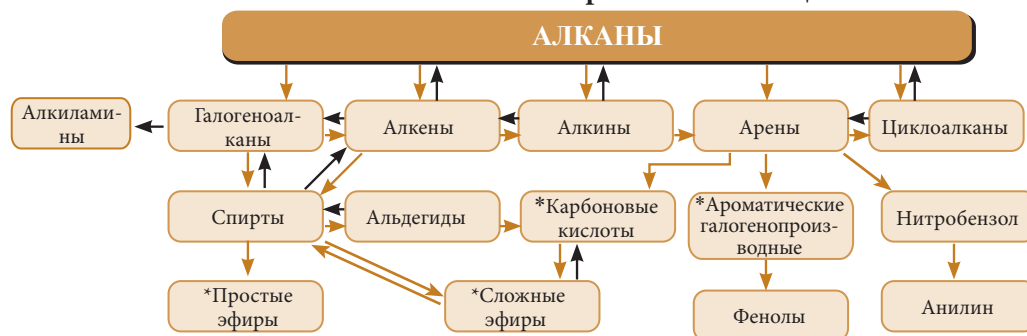 АЛКАНЫ
Алкилами-
ны
Галогеноал-
каны
Алкены
Алкины
Арены
Циклоалканы
Спирты
Альдегиды
*Карбоновые
кислоты
*Ароматические
галогенопроиз-
водные
Нитробензол
*Простые
эфиры
*Сложные
эфиры
Фенолы
Анилин